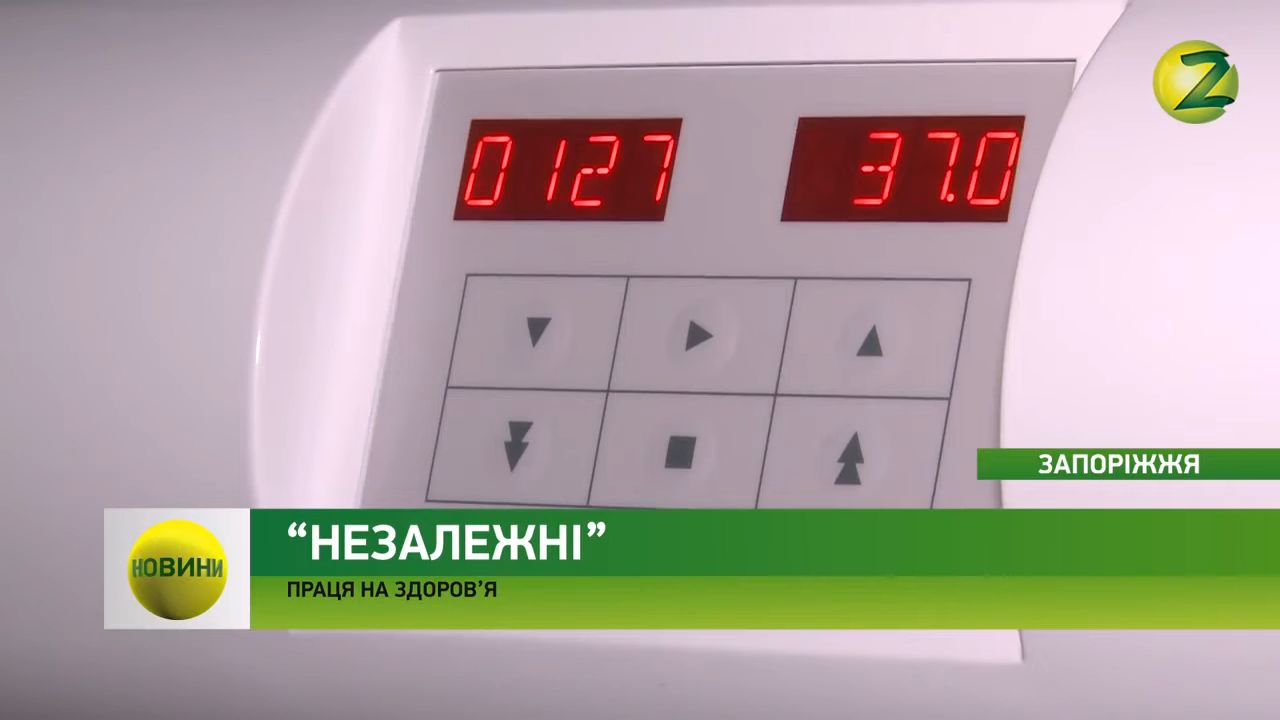 Z
0127
37.0
ЗАПОРІЖЖЯ
“НЕЗАЛЕЖНІ”
НОВИНИ
ПРАЦЯ НА ЗДОРОВ’Я